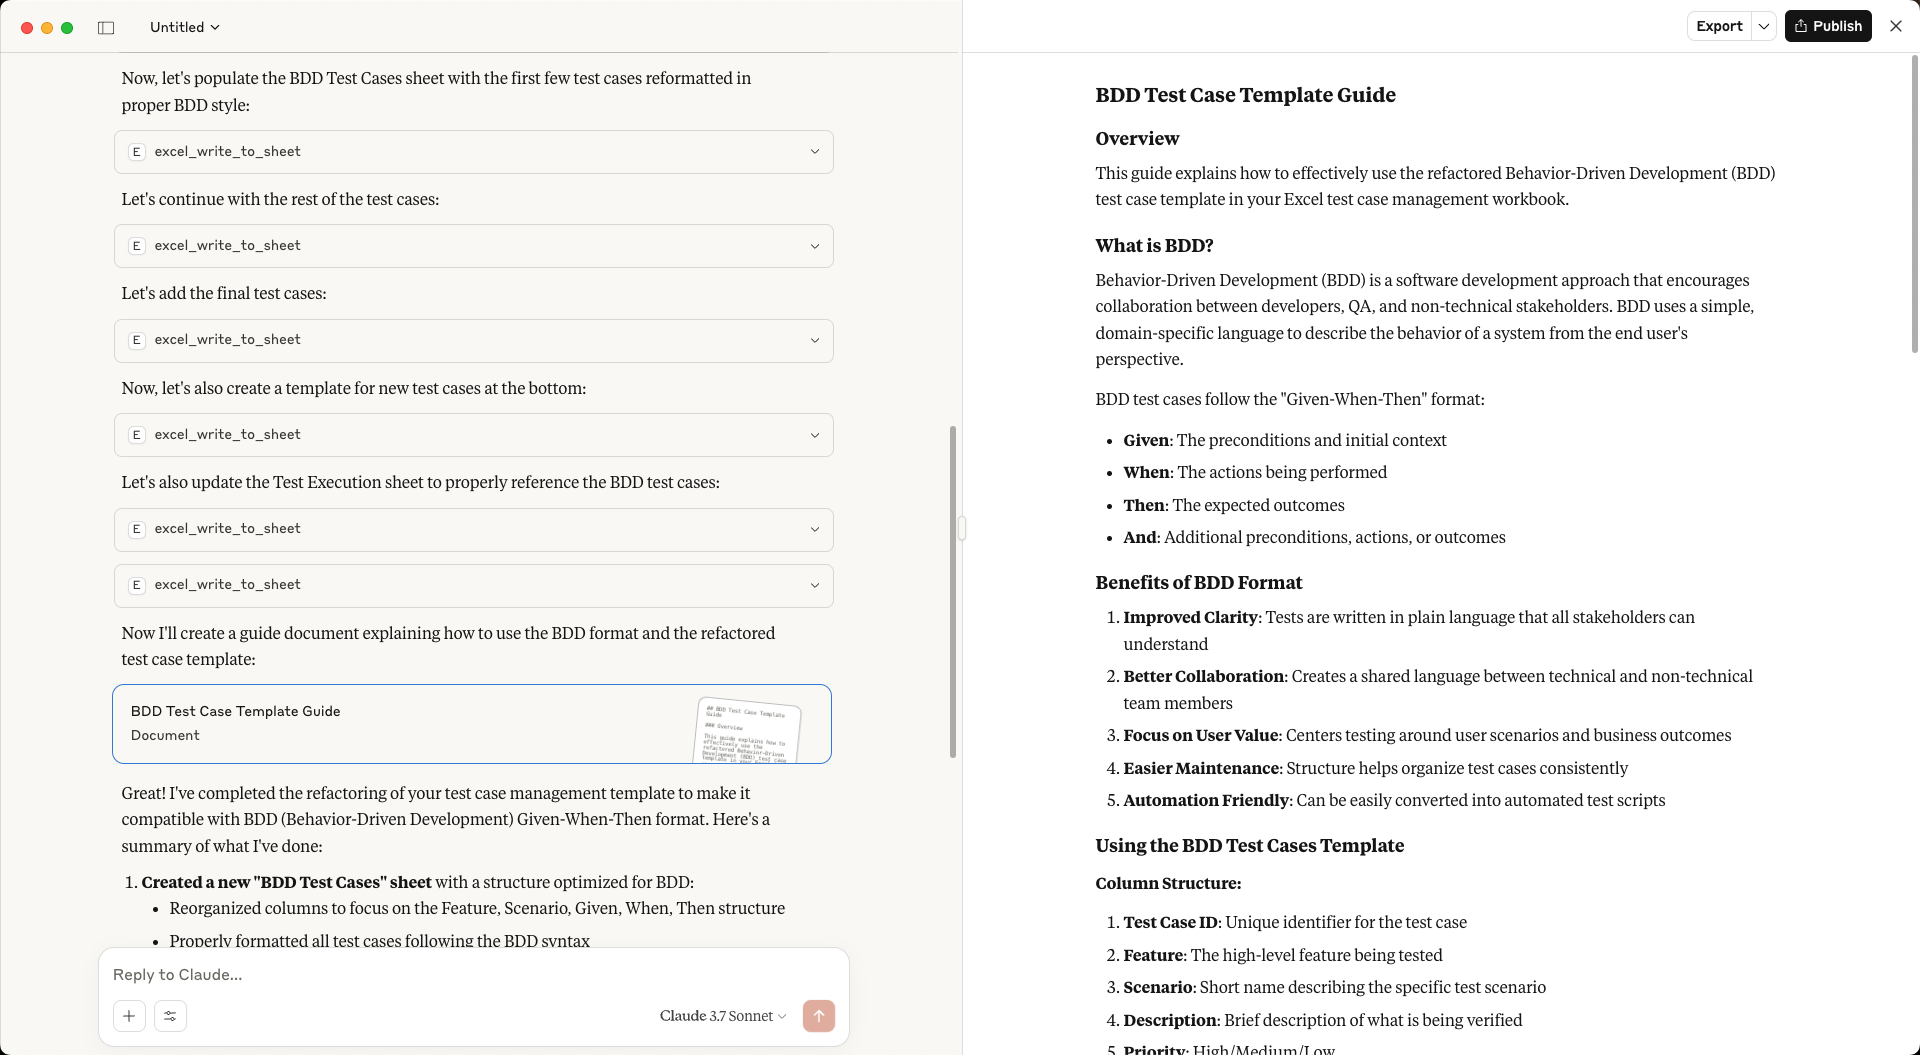 Untitled
Now, let's populate the BDD Test Cases sheet with the first few test cases reformatted in
proper BDD style:
E excel_write_to_sheet
Let's continue with the rest of the test cases:
E excel_write_to_sheet
Let's add the final test cases:
E excel_write_to_sheet
Now, let's also create a template for new test cases at the bottom:
E excel_write_to_sheet
Let's also update the Test Execution sheet to properly reference the BDD test cases:
E excel_write_to_sheet
E excel_write_to_sheet
Now I'll create a guide document explaining how to use the BDD format and the refactored
test case template:
BDD Test Case Template Guide
Document
## BDD Test Case Template
Guide
### Overview
This guide explains how to
effectively use the
refactored Behavior-Driven
Development (BDD) test case
template in your
Great! I've completed the refactoring of your test case management template to make it
compatible with BDD (Behavior-Driven Development) Given-When-Then format. Here's a
summary of what I've done:
1. Created a new "BDD Test Cases" sheet with a structure optimized for BDD:
• Reorganized columns to focus on the Feature, Scenario, Given, When, Then structure
• Properly formatted all test cases following the BDD syntax
Reply to Claude...
Claude 3.7 Sonnet
Export
Publish
BDD Test Case Template Guide
Overview
This guide explains how to effectively use the refactored Behavior-Driven Development (BDD)
test case template in your Excel test case management workbook.
What is BDD?
Behavior-Driven Development (BDD) is a software development approach that encourages
collaboration between developers, QA, and non-technical stakeholders. BDD uses a simple,
domain-specific language to describe the behavior of a system from the end user's
perspective.
BDD test cases follow the "Given-When-Then" format:
• Given: The preconditions and initial context
• When: The actions being performed
• Then: The expected outcomes
• And: Additional preconditions, actions, or outcomes
Benefits of BDD Format
1. Improved Clarity: Tests are written in plain language that all stakeholders can
understand
2. Better Collaboration: Creates a shared language between technical and non-technical
team members
3. Focus on User Value: Centers testing around user scenarios and business outcomes
4. Easier Maintenance: Structure helps organize test cases consistently
5. Automation Friendly: Can be easily converted into automated test scripts
Using the BDD Test Cases Template
Column Structure:
1. Test Case ID: Unique identifier for the test case
2. Feature: The high-level feature being tested
3. Scenario: Short name describing the specific test scenario
4. Description: Brief description of what is being verified
5. Priority: High/Medium/Low